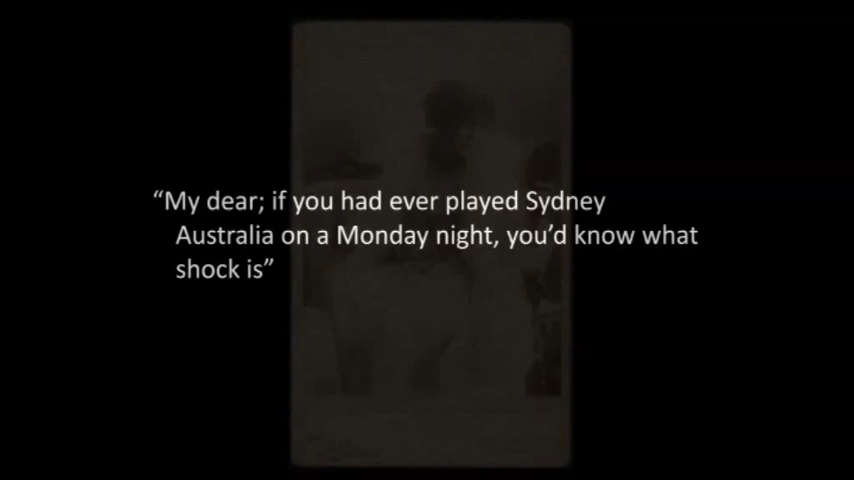 “My dear; if you had ever played Sydney
Australia on a Monday night, you’d know what
shock is”